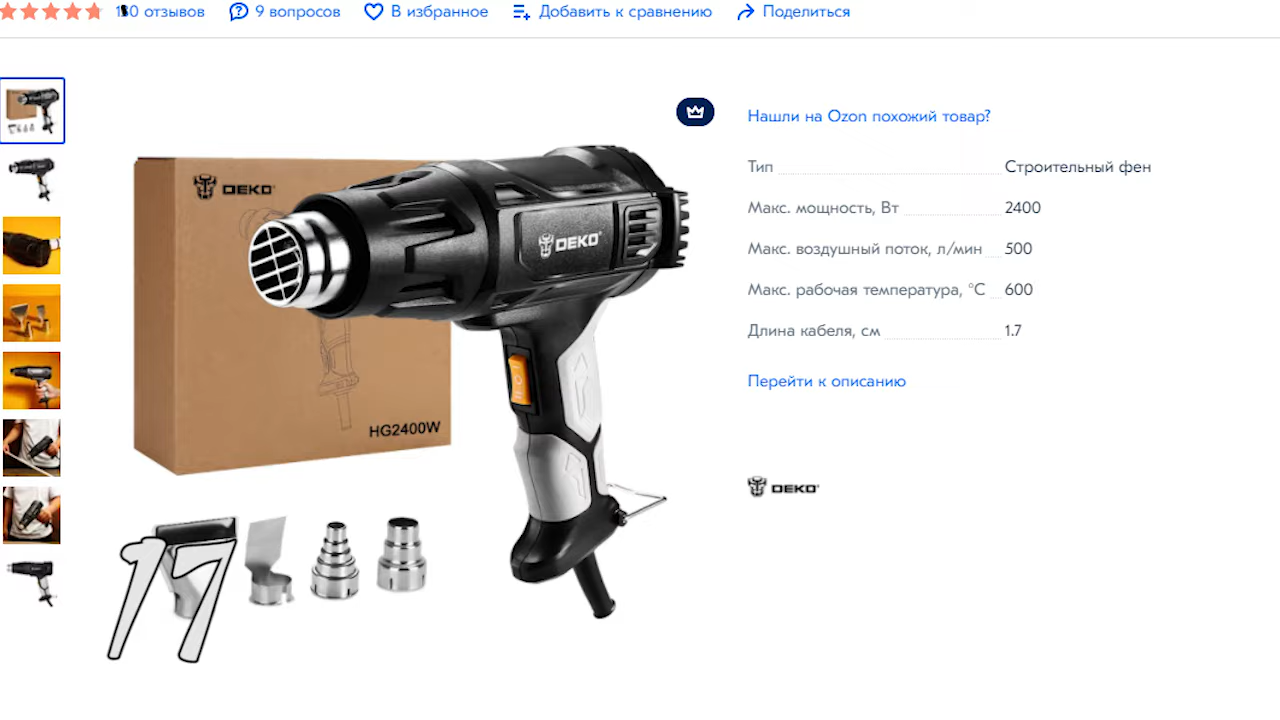 отзывов
9 вопросов
В избранное
Добавить к сравнению
Поделиться
Нашли на Ozon похожий товар?
Тип Строительный фен
Макс. мощность, Вт 2400
Макс. воздушный поток, л/мин 500
Макс. рабочая температура, °C 600
Длина кабеля, см 1.7
Перейти к описанию
DEKO
DEKO
DEKO
HG2400W
17